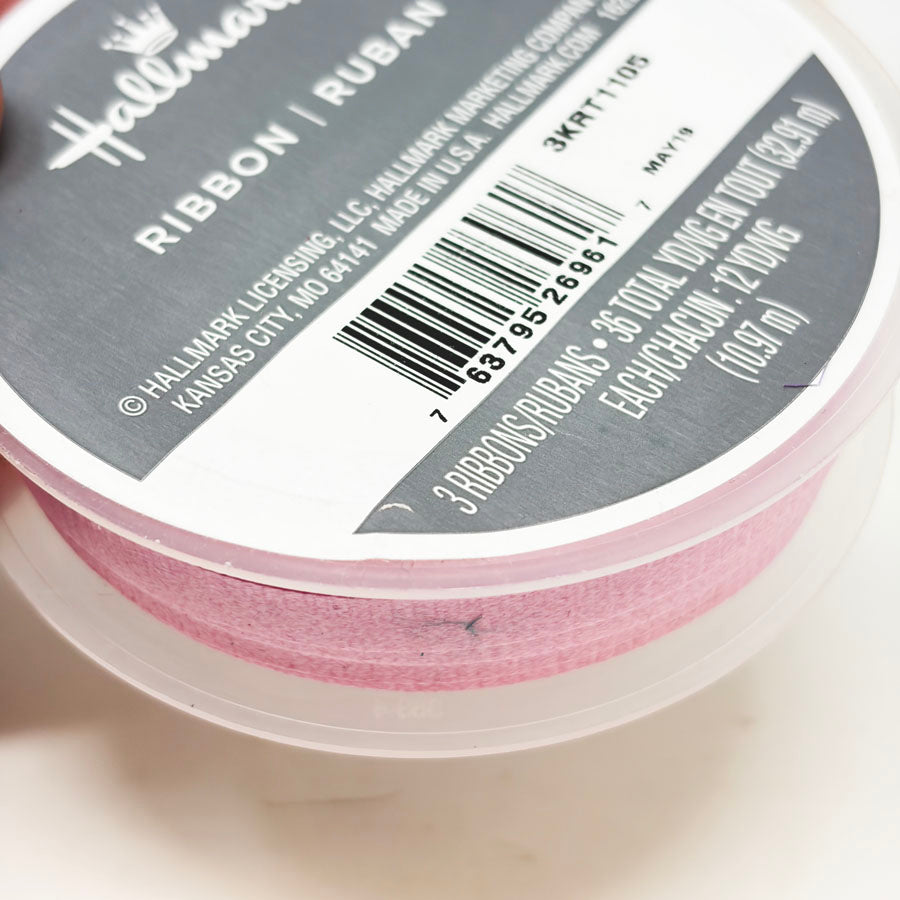 Hallmark
RIBBON | RUBAN
© HALLMARK LICENSING, LLC, HALLMARK MARKETING COMPANY
KANSAS CITY, MO 64141 MADE IN U.S.A. HALLMARK.COM
3KRT1105
MAY19
7 63795 26961 7
3 RIBBONS/RUBANS • 36 TOTAL YD/NG EN TOUT (32.91 m)
EACH/CHACUN : 12 YD/NG
(10.97 m)